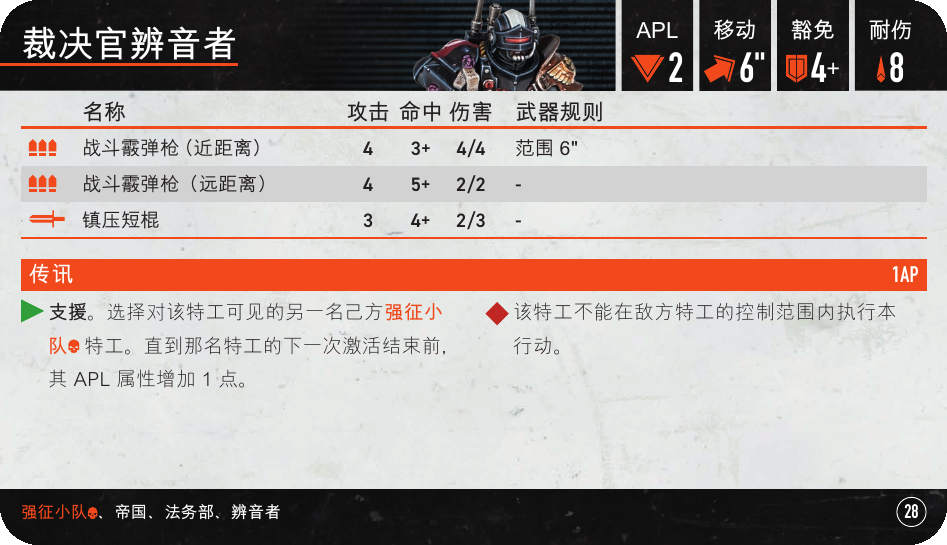 裁决官辨音者
APL 移动 豁免 耐伤
2 6" 4+ 8
名称 攻击 命中 伤害 武器规则
战斗霰弹枪（近距离） 4 3+ 4/4 范围 6"
战斗霰弹枪（远距离） 4 5+ 2/2 -
镇压短棍 3 4+ 2/3 -
传讯 1AP
支援。选择对该特工可见的另一名己方强征小
队特工。直到那名特工的下一次激活结束前，
其 APL 属性增加 1 点。
该特工不能在敌方特工的控制范围内执行本
行动。
强征小队、帝国、法务部、辨音者
28